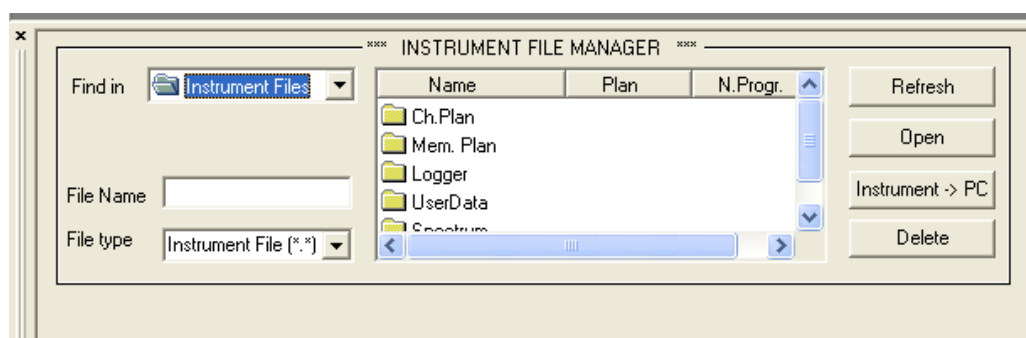 *** INSTRUMENT FILE MANAGER ***
Find in Instrument Files
Name Plan N.Progr.
Ch.Plan
Mem. Plan
Logger
UserData
Spectrum
File Name
File type Instrument File (*.*)
Refresh
Open
Instrument -> PC
Delete